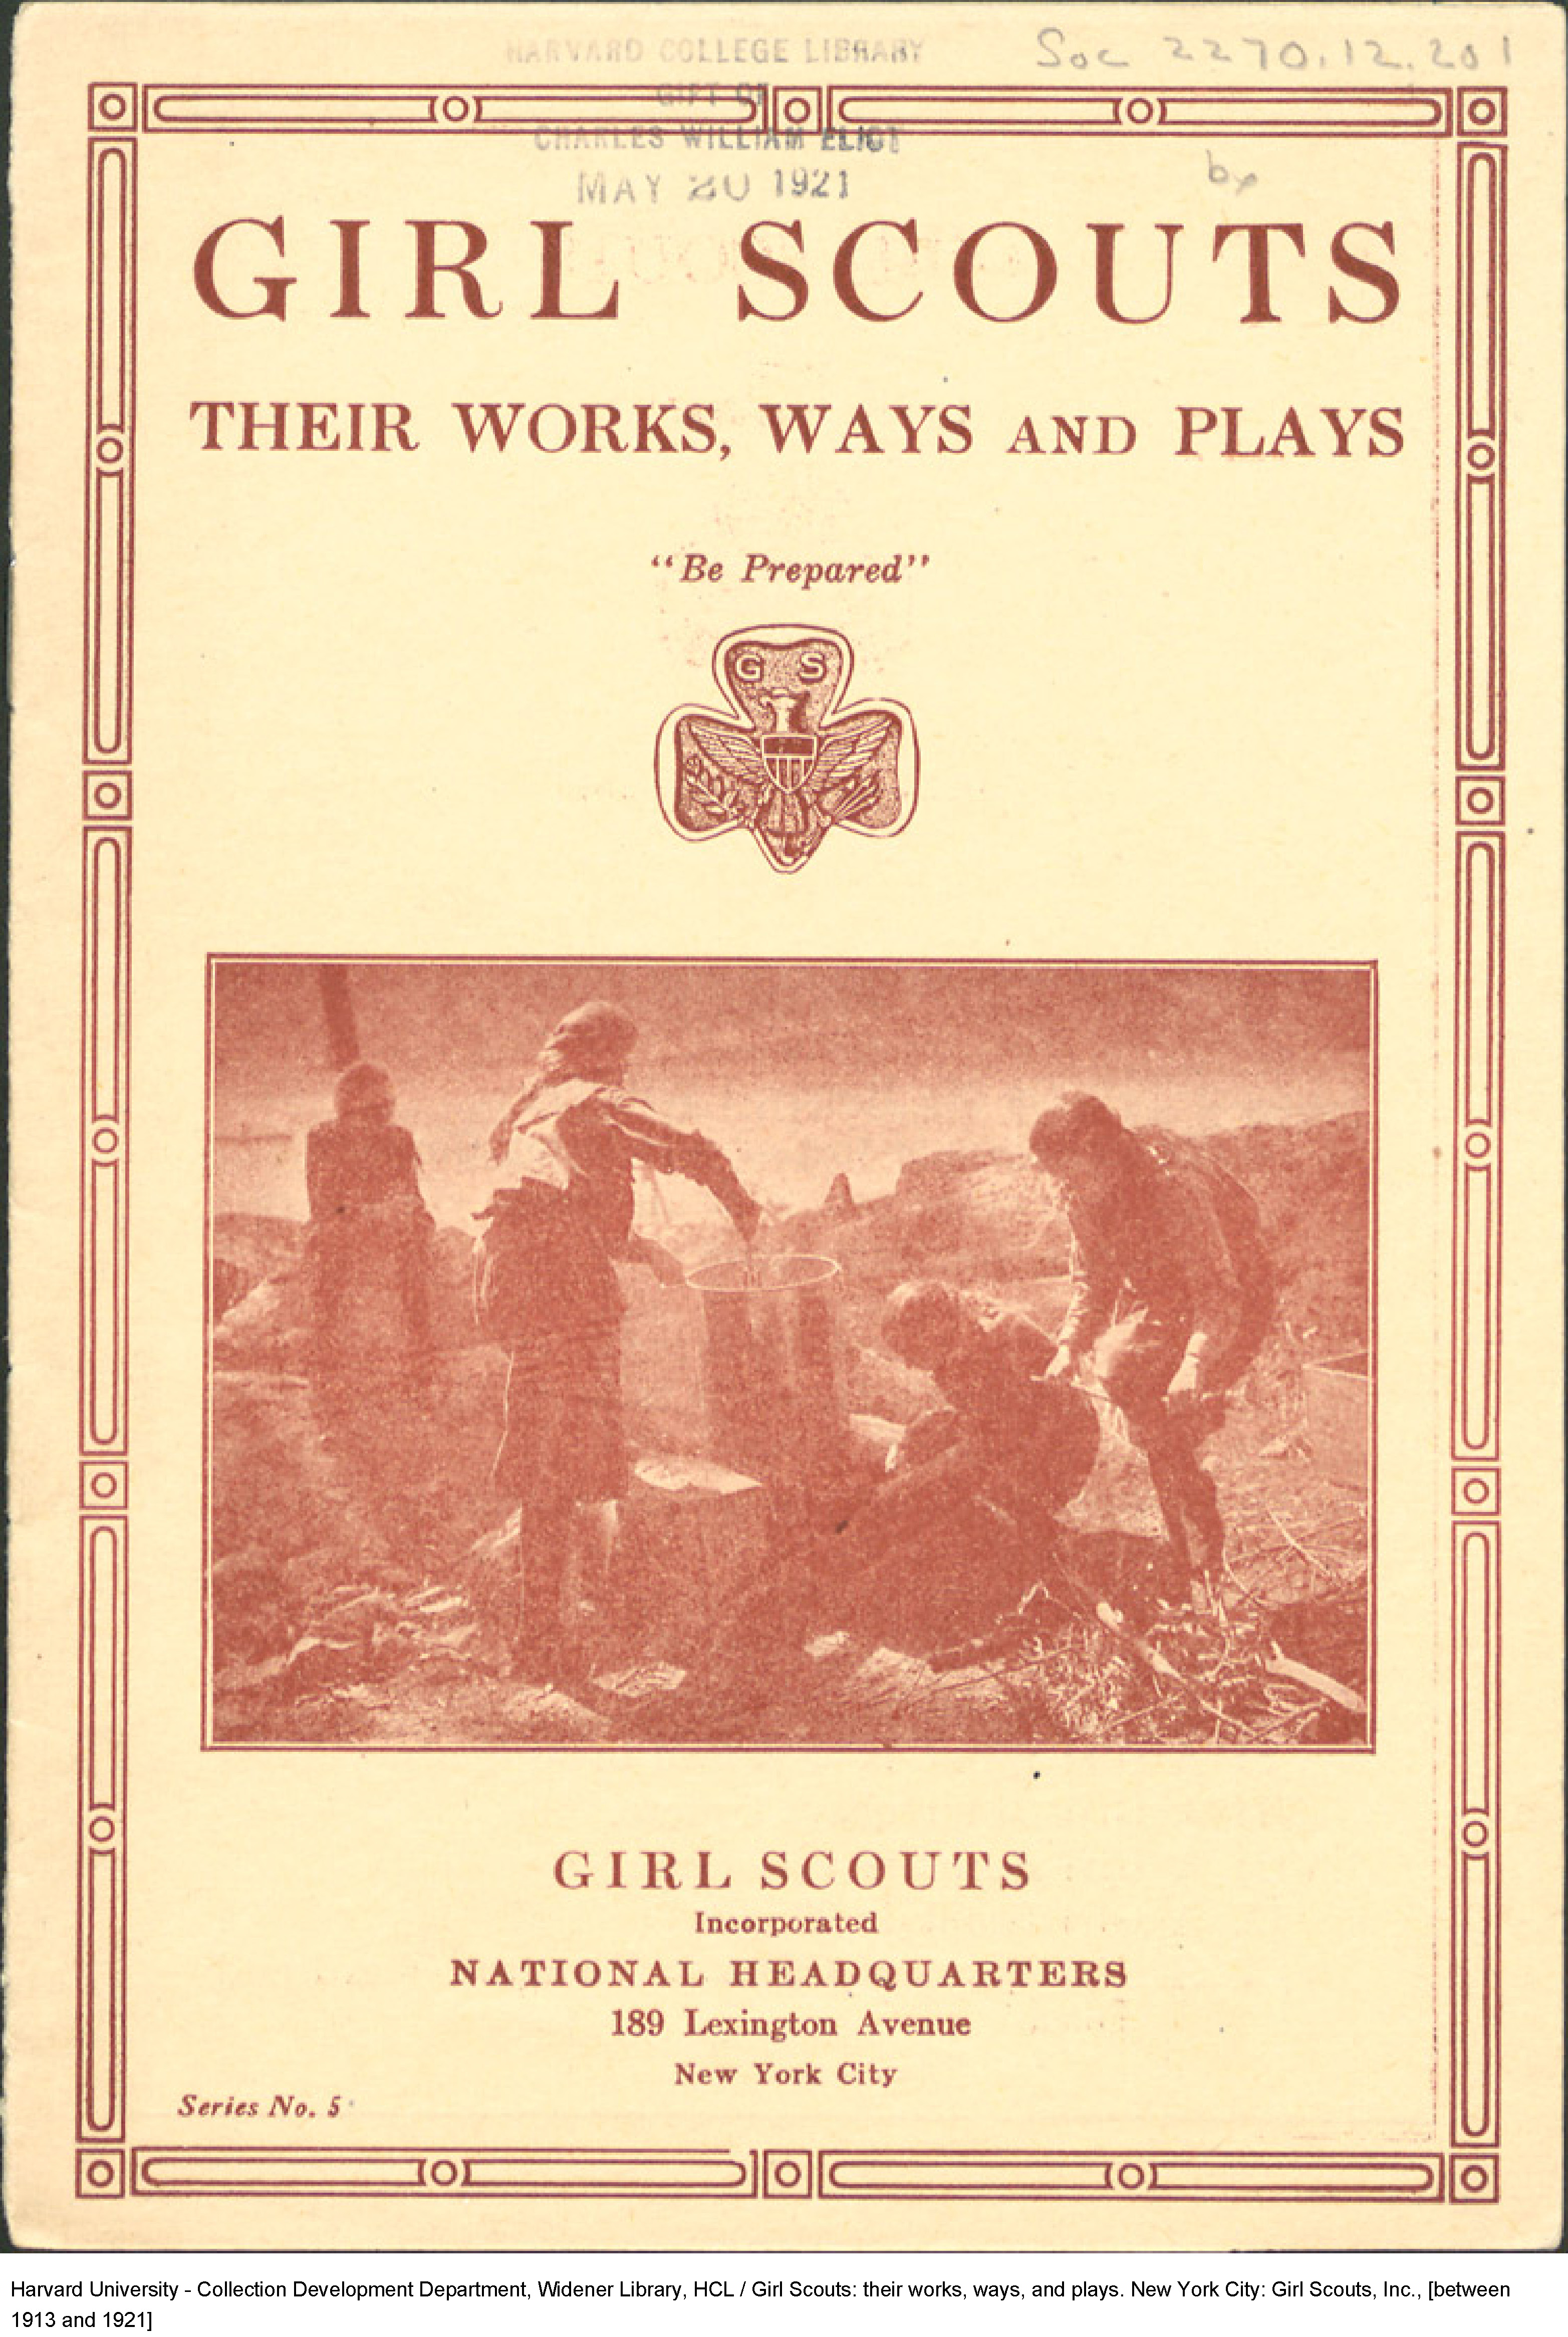 HARVARD COLLEGE LIBRARY
Soc 2270.12.201
GIFT OF
CHARLES WILLIAM ELIOT
MAY 20 1921
bx
GIRL SCOUTS
THEIR WORKS, WAYS AND PLAYS
"Be Prepared"
G S
GIRL SCOUTS
Incorporated
NATIONAL HEADQUARTERS
189 Lexington Avenue
New York City
Series No. 5
Harvard University - Collection Development Department, Widener Library, HCL / Girl Scouts: their works, ways, and plays. New York City: Girl Scouts, Inc., [between
1913 and 1921]